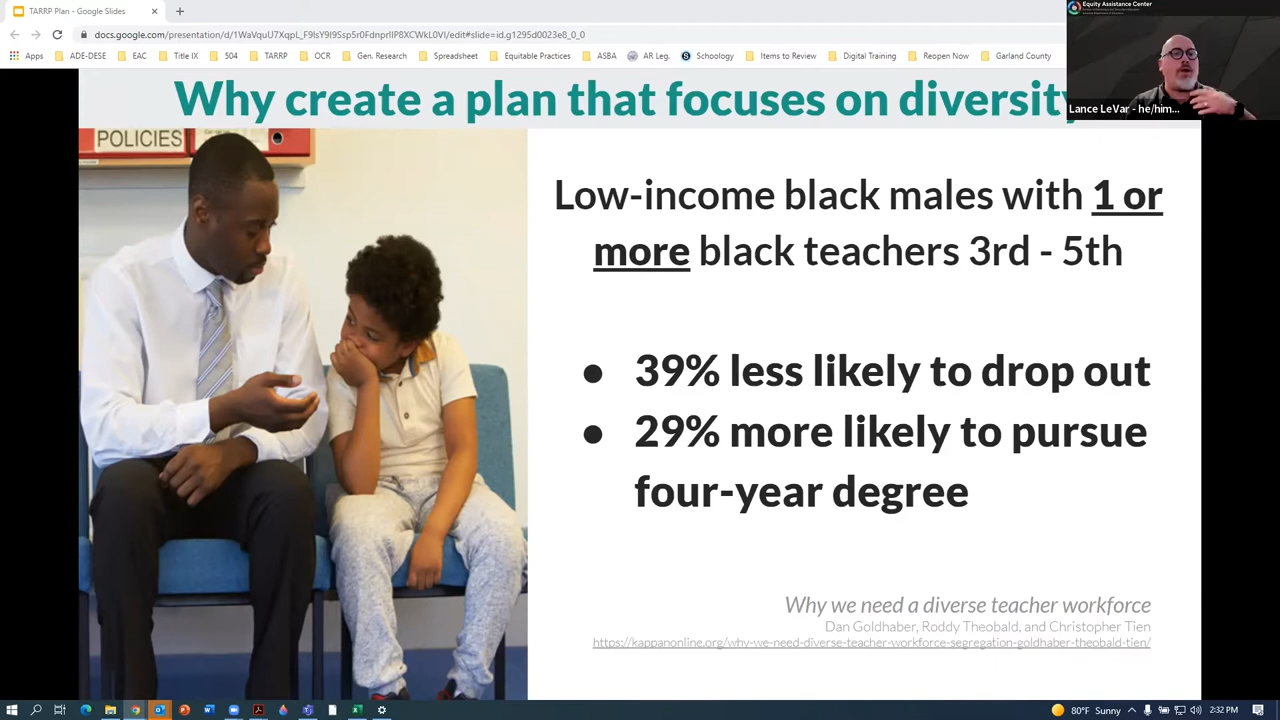 TARRP Plan - Google Slides
docs.google.com/presentation/d/1WaVquU7XqpL_F9lsY9I9Ssp5r0FdnprIIP8XCWkL0VI/edit#slide=id.g1295d0023e8_0_0
Apps ADE-DESE EAC Title IX 504 TARRP OCR Gen. Research Spreadsheet Equitable Practices ASBA AR Leg. Schoology Items to Review Digital Training Reopen Now Garland County
Equity Assistance Center
Lance LeVar - he/him...
Why create a plan that focuses on diversity
POLICIES
Low-income black males with 1 or
more black teachers 3rd - 5th
● 39% less likely to drop out
● 29% more likely to pursue
four-year degree
Why we need a diverse teacher workforce
Dan Goldhaber, Roddy Theobald, and Christopher Tien
https://kappanonline.org/why-we-need-diverse-teacher-workforce-segregation-goldhaber-theobald-tien/
80°F Sunny 2:32 PM